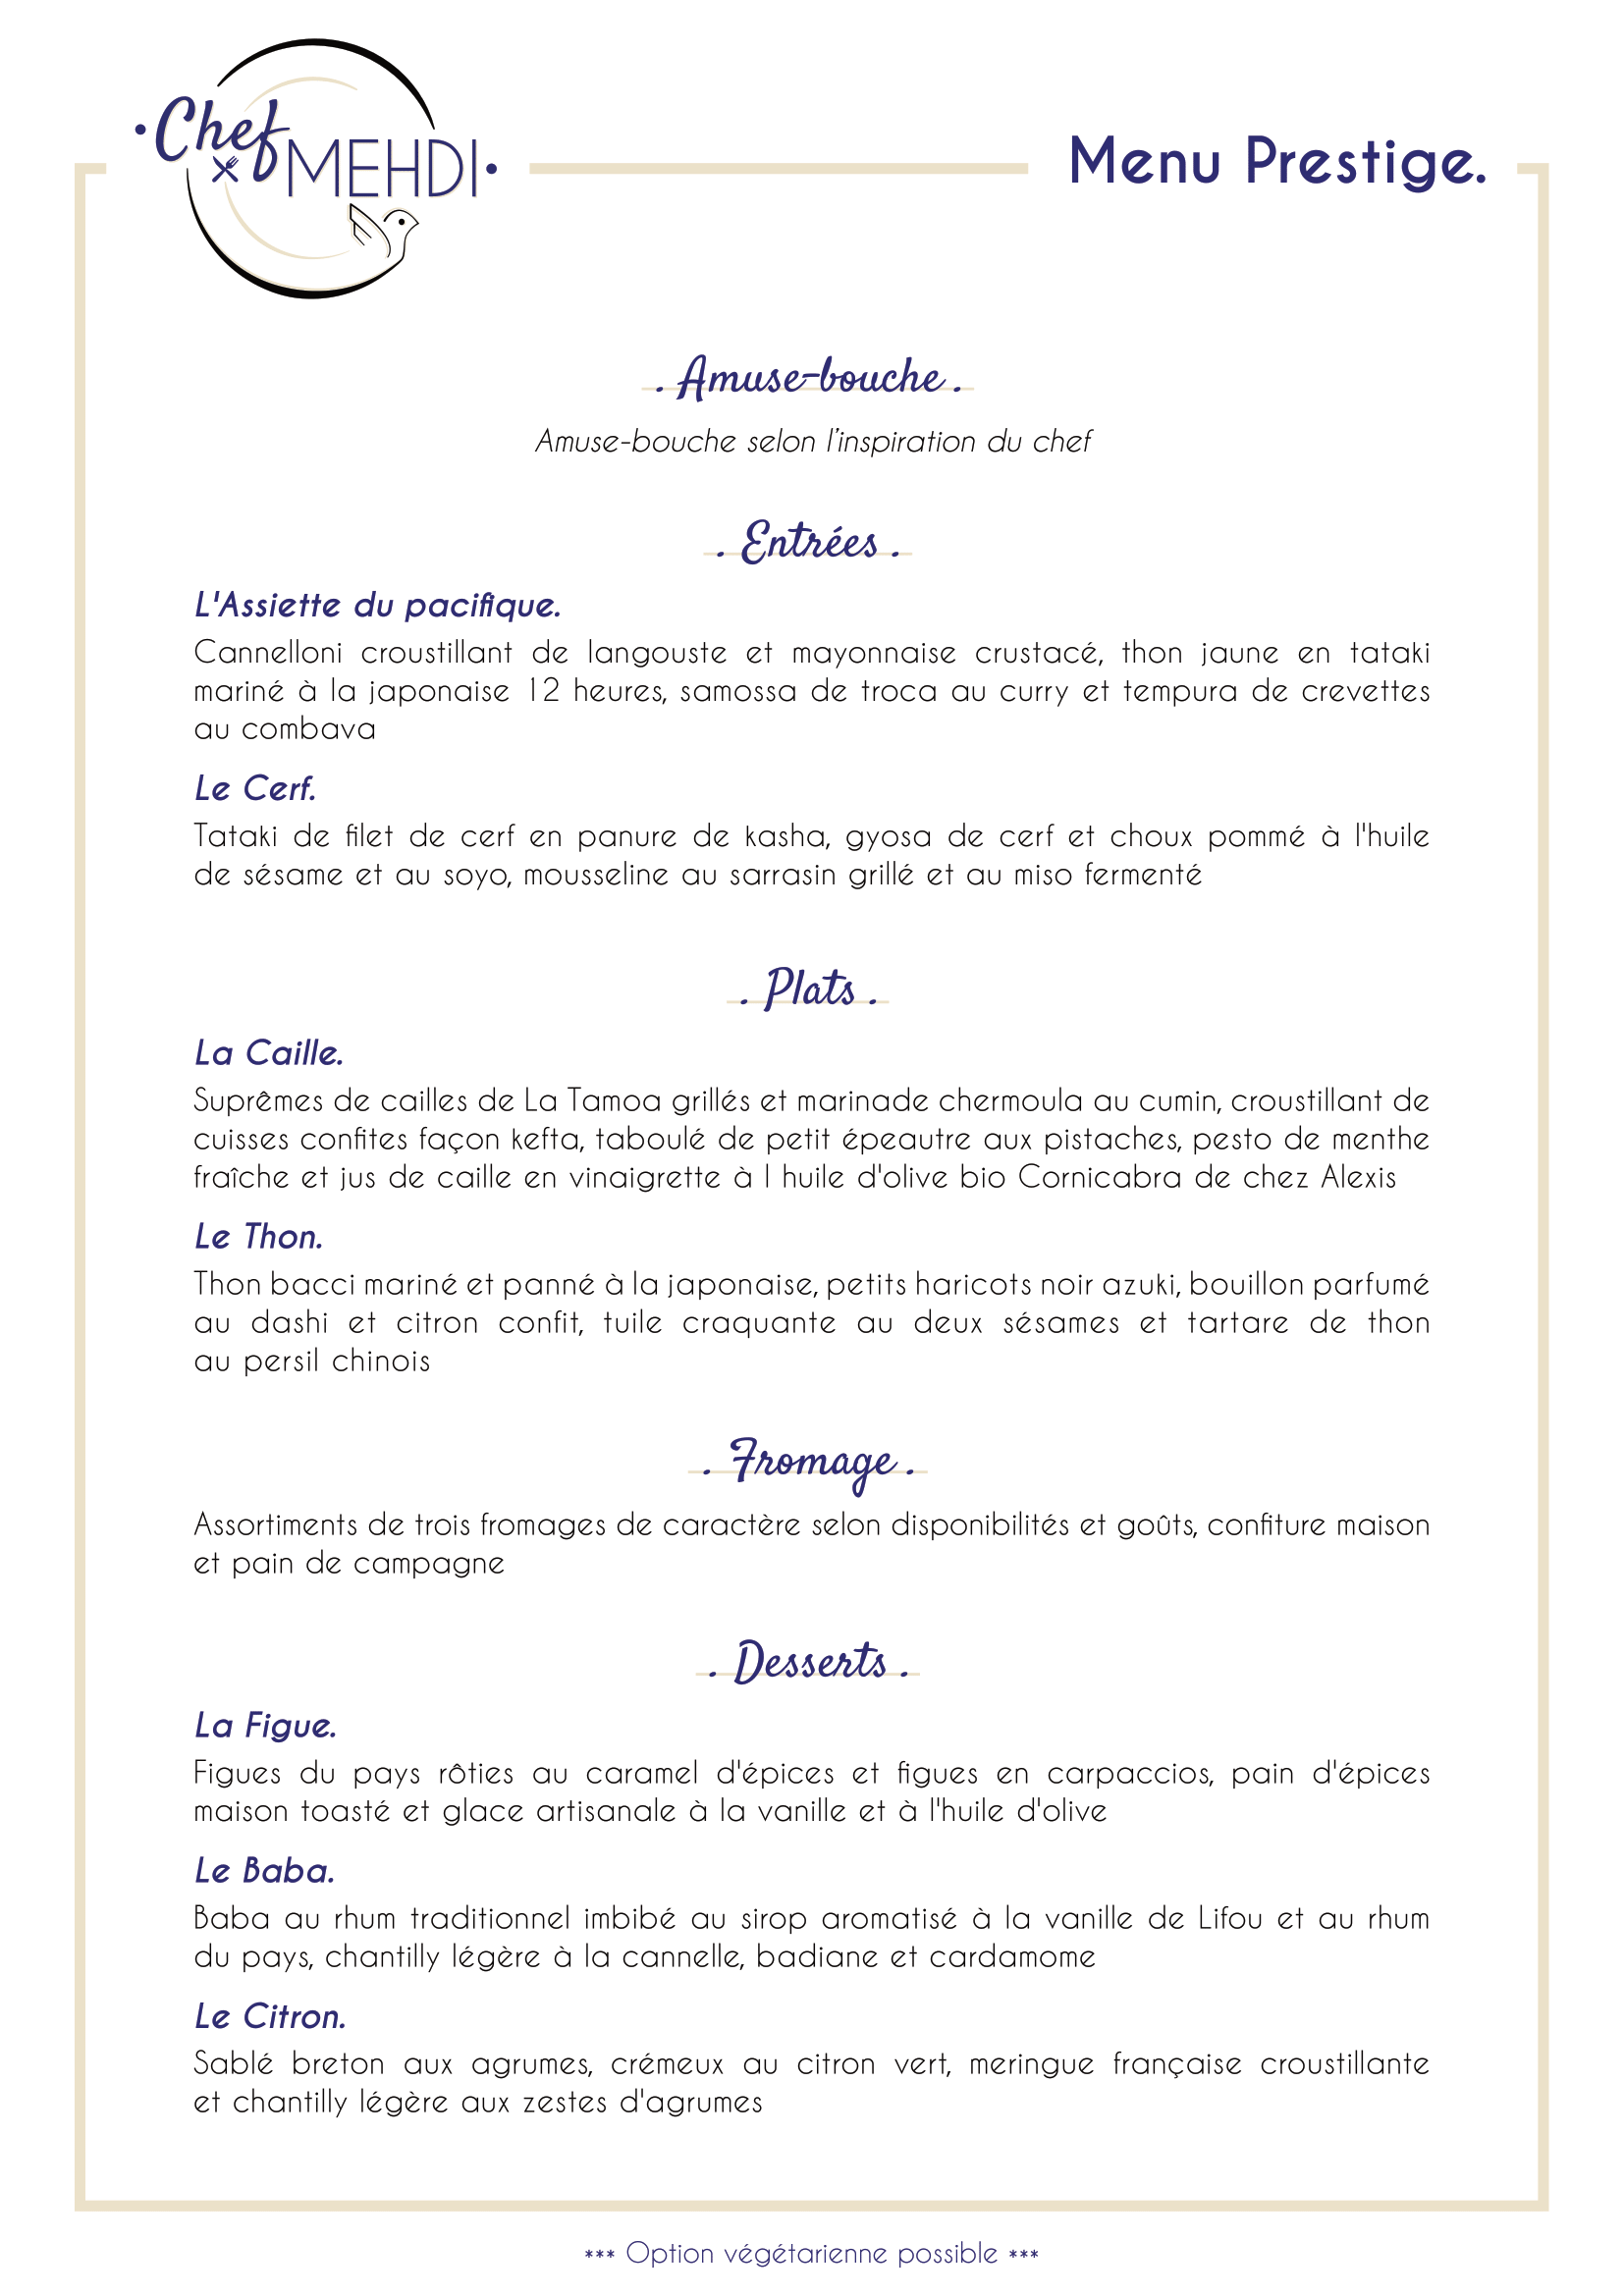 Chef
MEHDI
Menu Prestige.
. Amuse-bouche .
Amuse-bouche selon l'inspiration du chef
. Entrées .
L'Assiette du pacifique.
Cannelloni croustillant de langouste et mayonnaise crustacé, thon jaune en tataki
mariné à la japonaise 12 heures, samossa de troca au curry et tempura de crevettes
au combava
Le Cerf.
Tataki de filet de cerf en panure de kasha, gyosa de cerf et choux pommé à l'huile
de sésame et au soyo, mousseline au sarrasin grillé et au miso fermenté
. Plats .
La Caille.
Suprêmes de cailles de La Tamoa grillés et marinade chermoula au cumin, croustillant de
cuisses confites façon kefta, taboulé de petit épeautre aux pistaches, pesto de menthe
fraîche et jus de caille en vinaigrette à l huile d'olive bio Cornicabra de chez Alexis
Le Thon.
Thon bacci mariné et panné à la japonaise, petits haricots noir azuki, bouillon parfumé
au dashi et citron confit, tuile craquante au deux sésames et tartare de thon
au persil chinois
. Fromage .
Assortiments de trois fromages de caractère selon disponibilités et goûts, confiture maison
et pain de campagne
. Desserts .
La Figue.
Figues du pays rôties au caramel d'épices et figues en carpaccios, pain d'épices
maison toasté et glace artisanale à la vanille et à l'huile d'olive
Le Baba.
Baba au rhum traditionnel imbibé au sirop aromatisé à la vanille de Lifou et au rhum
du pays, chantilly légère à la cannelle, badiane et cardamome
Le Citron.
Sablé breton aux agrumes, crémeux au citron vert, meringue française croustillante
et chantilly légère aux zestes d'agrumes
*** Option végétarienne possible ***